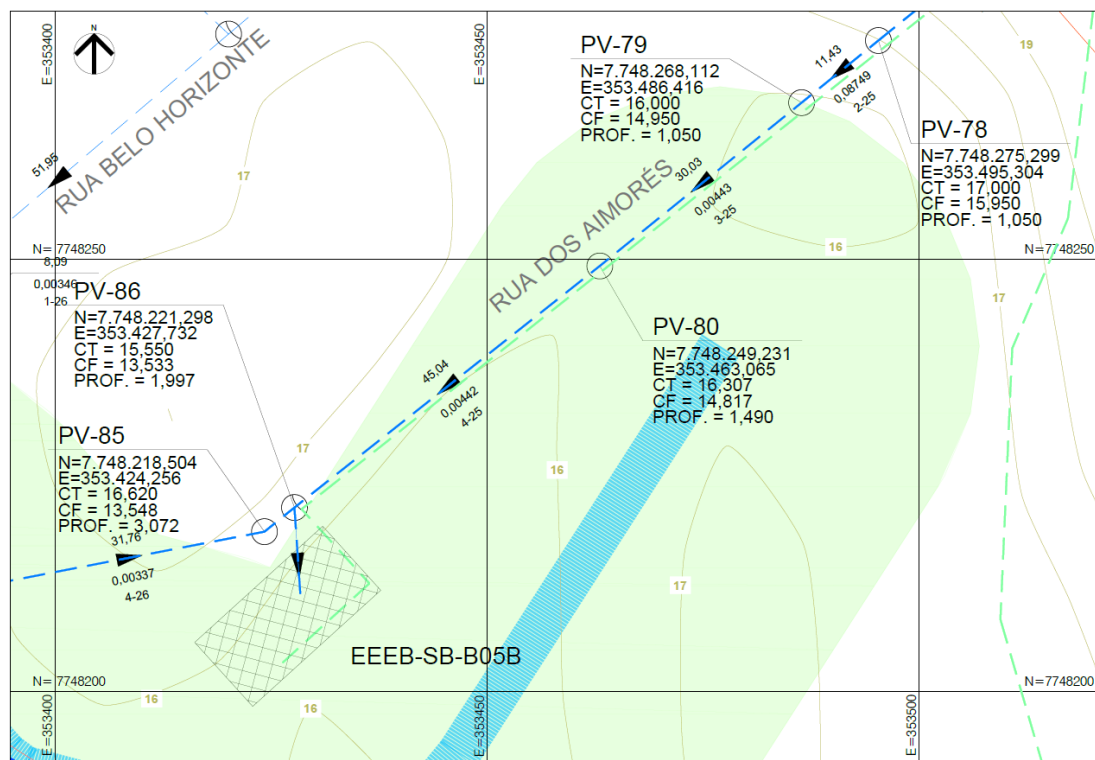 E=353400
E=353450
N
PV-79
N=7.748.268,112
E=353.486,416
CT = 16,000
CF = 14,950
PROF. = 1,050
11,43
0,08749
2-25
19
PV-78
N=7.748.275,299
E=353.495,304
CT = 17,000
CF = 15,950
PROF. = 1,050
51,95
RUA BELO HORIZONTE
17
30,03
0,00443
3-25
RUA DOS AIMORÉS
16
N= 7748250
N=7748250
8,09
0,00346
1-26
17
PV-86
N=7.748.221,298
E=353.427,732
CT = 15,550
CF = 13,533
PROF. = 1,997
PV-80
N=7.748.249,231
E=353.463,065
CT = 16,307
CF = 14,817
PROF. = 1,490
45,04
0,00442
4-25
PV-85
N=7.748.218,504
E=353.424,256
CT = 16,620
CF = 13,548
PROF. = 3,072
17
16
31,76
0,00337
4-26
17
EEEB-SB-B05B
N= 7748200
N=7748200
16
16
E=353400
E=353450
E=353500